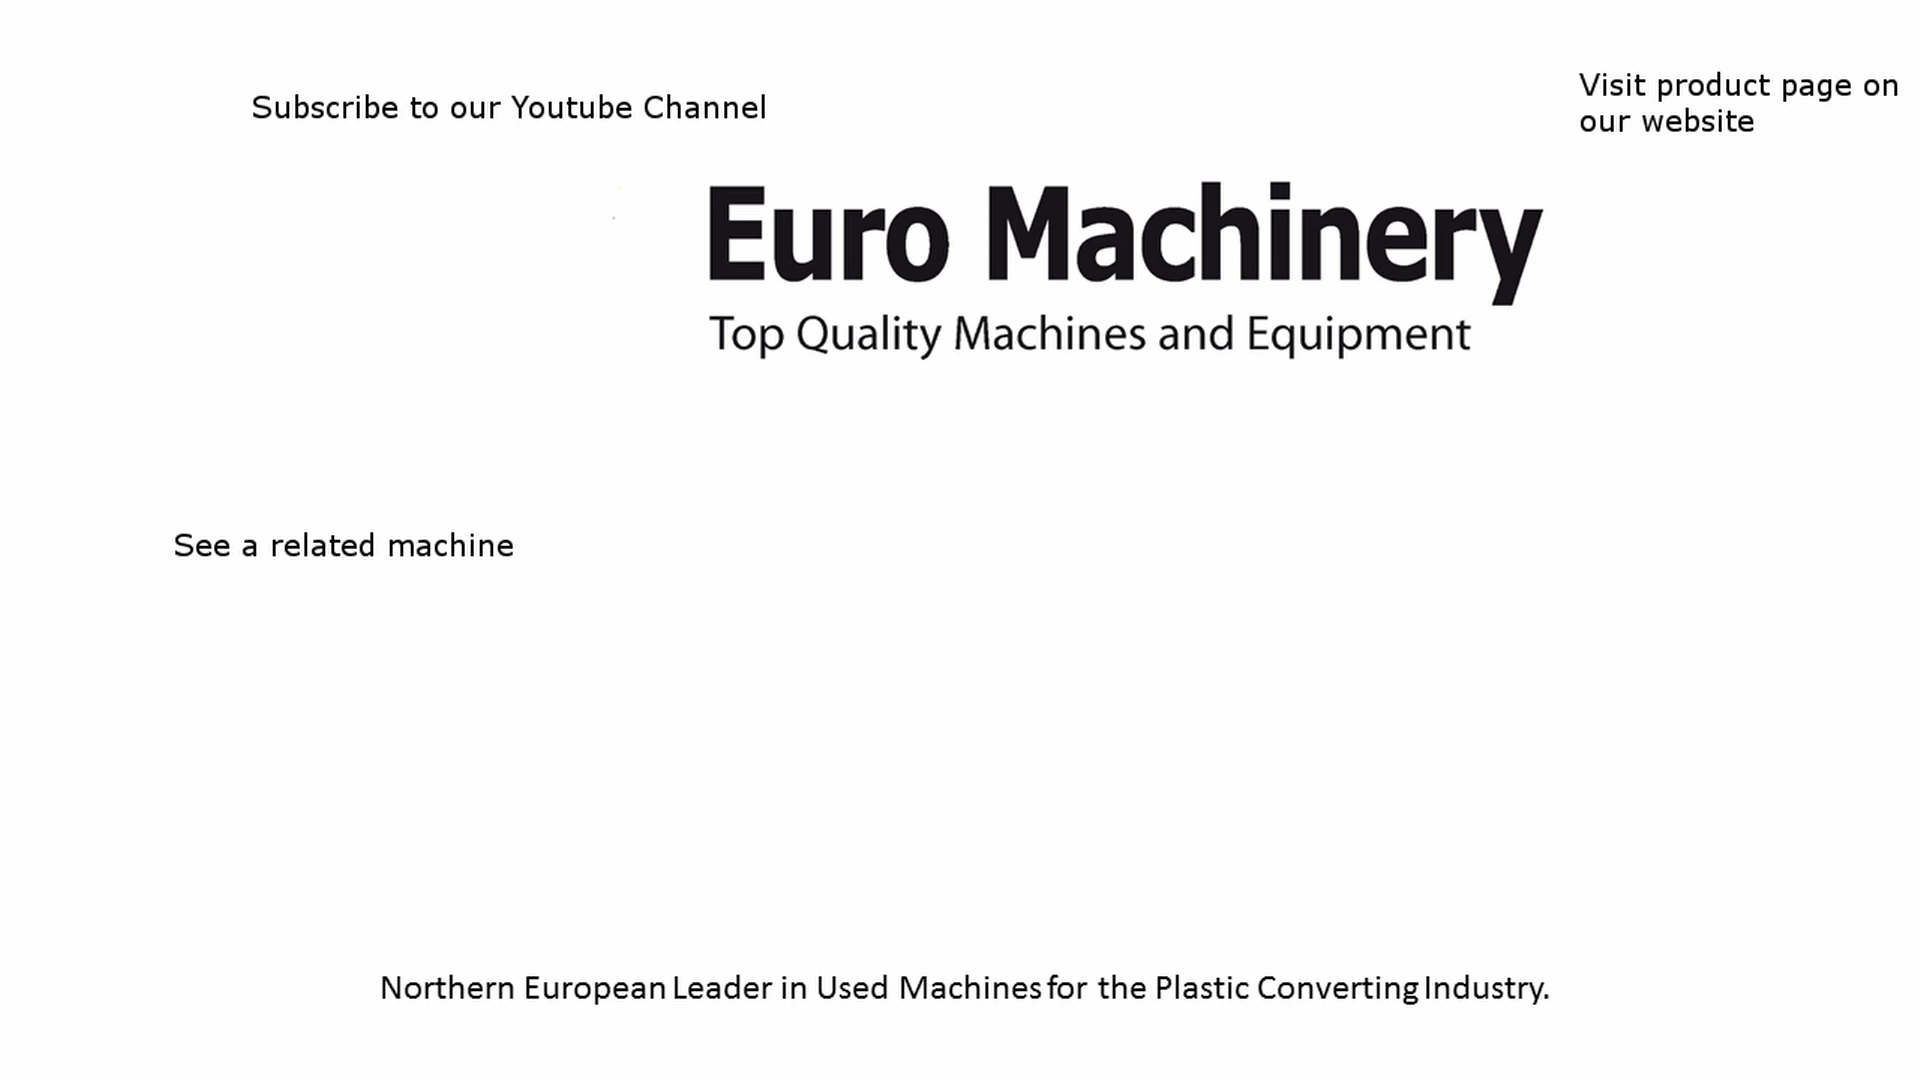 Subscribe to our Youtube Channel
Visit product page on
our website
Euro Machinery
Top Quality Machines and Equipment
See a related machine
Northern European Leader in Used Machines for the Plastic Converting Industry.